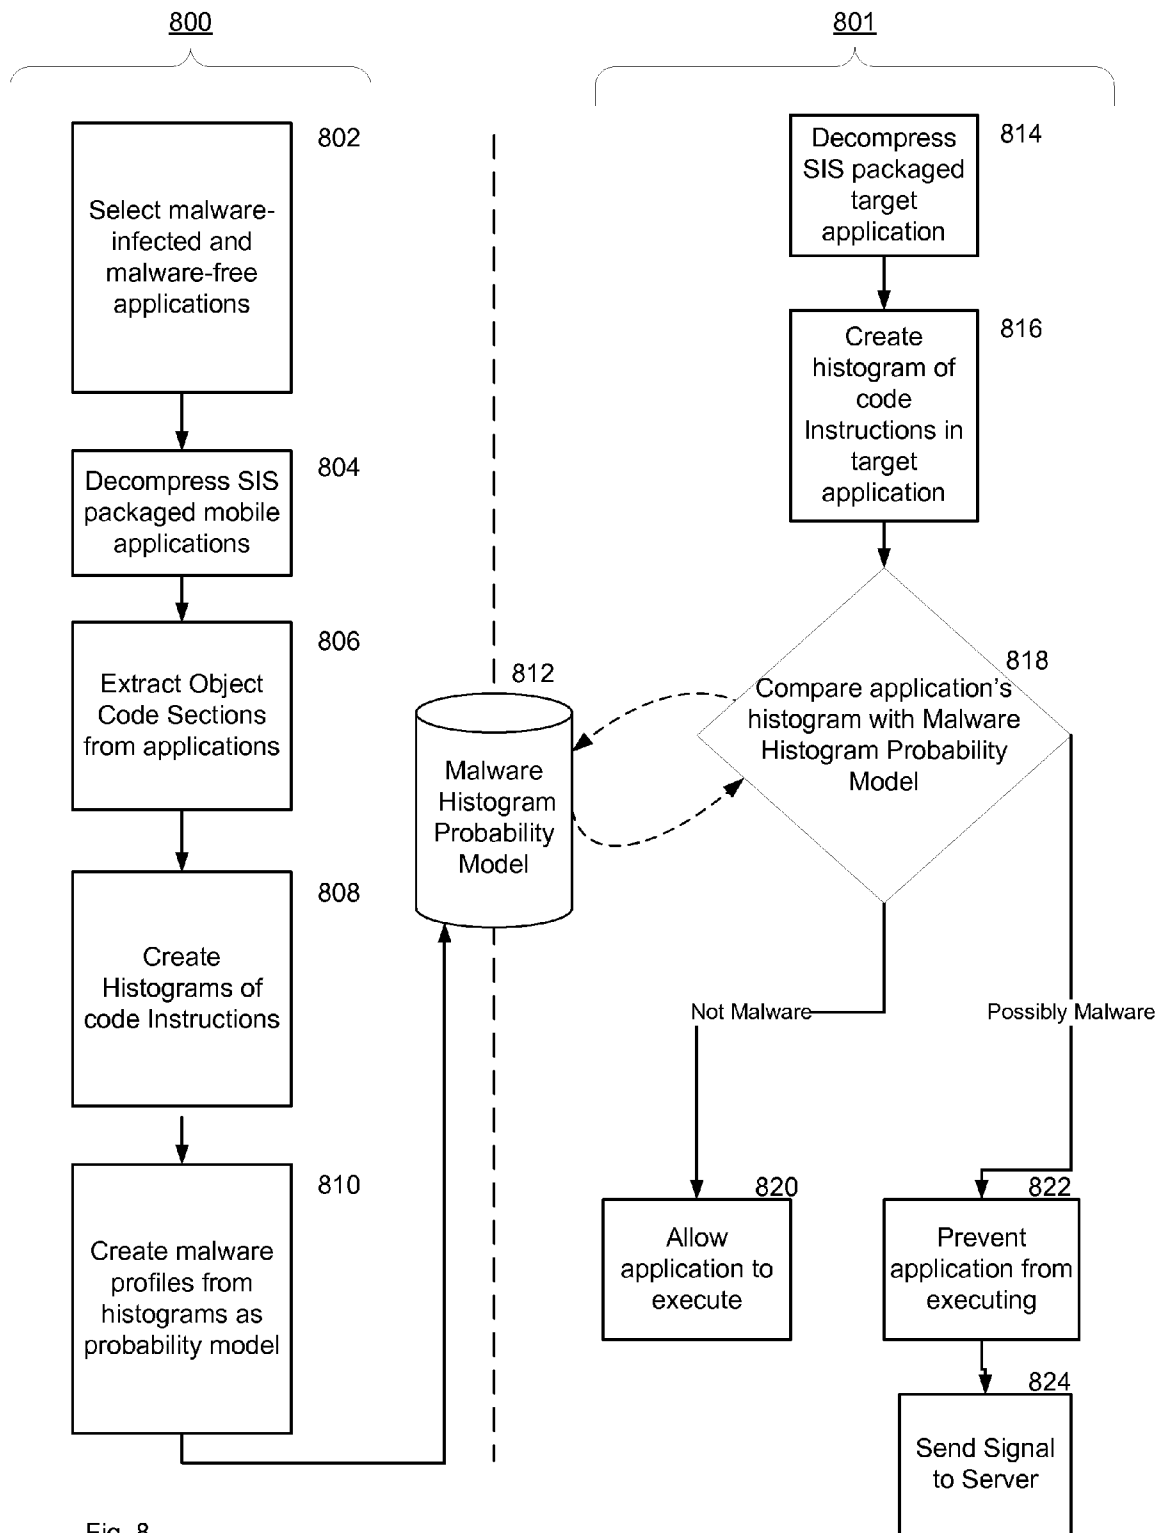 800
801
802
Select malware-
infected and
malware-free
applications
804
Decompress SIS
packaged mobile
applications
806
Extract Object
Code Sections
from applications
808
Create
Histograms of
code Instructions
810
Create malware
profiles from
histograms as
probability model
812
Malware
Histogram
Probability
Model
814
Decompress
SIS packaged
target
application
816
Create
histogram of
code
Instructions in
target
application
818
Compare application's
histogram with Malware
Histogram Probability
Model
Not Malware
Possibly Malware
820
Allow
application to
execute
822
Prevent
application from
executing
824
Send Signal
to Server
Fig. 8